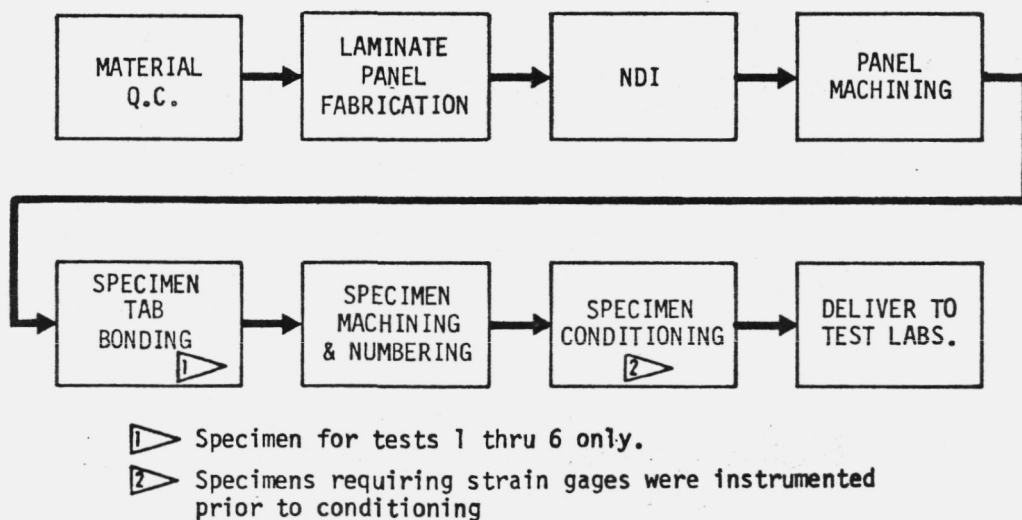 MATERIAL
Q.C.
LAMINATE
PANEL
FABRICATION
NDI
PANEL
MACHINING
SPECIMEN
TAB
BONDING
1
SPECIMEN
MACHINING
& NUMBERING
SPECIMEN
CONDITIONING
2
DELIVER TO
TEST LABS.
1 Specimen for tests 1 thru 6 only.
2 Specimens requiring strain gages were instrumented
prior to conditioning